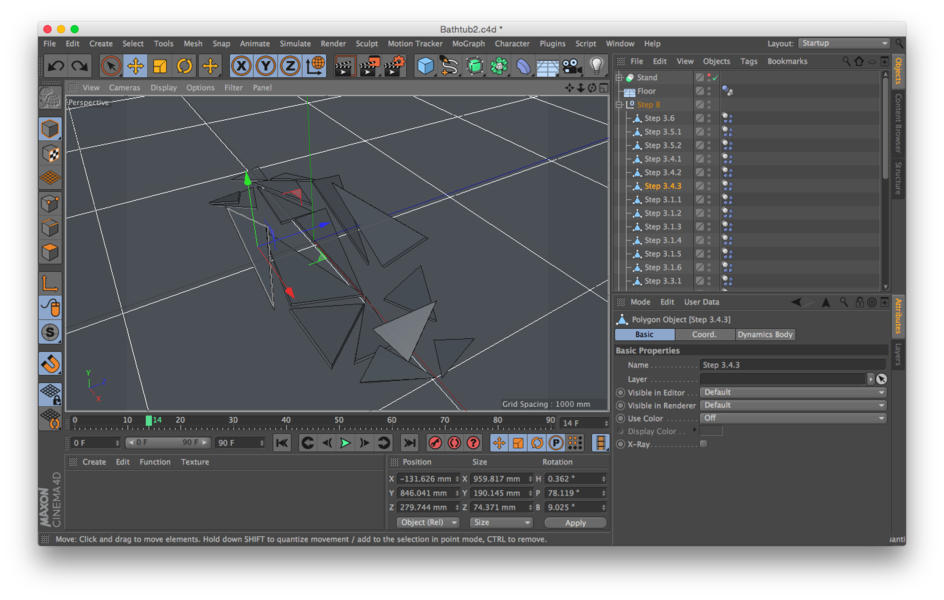 Bathtub2.c4d *
File Edit Create Select Tools Mesh Snap Animate Simulate Render Sculpt Motion Tracker MoGraph Character Plugins Script Window Help Layout: Startup
File Edit View Objects Tags Bookmarks
View Cameras Display Options Filter Panel
Perspective
Grid Spacing : 1000 mm
Stand
Floor
Step 8
Step 3.6
Step 3.5.1
Step 3.5.2
Step 3.4.1
Step 3.4.2
Step 3.4.3
Step 3.1.1
Step 3.1.2
Step 3.1.3
Step 3.1.4
Step 3.1.5
Step 3.1.6
Step 3.3.1
Objects
Content Browser
Structure
Mode Edit User Data
Polygon Object [Step 3.4.3]
Basic Coord. Dynamics Body
Basic Properties
Name Step 3.4.3
Layer
Visible in Editor Default
Visible in Renderer Default
Use Color Off
Display Color
X-Ray
Attributes
Layers
0 10 14 20 30 40 50 60 70 80 90 14 F
0 F 0 F 90 F 90 F
Create Edit Function Texture
Position Size Rotation
X -131.626 mm X 959.817 mm H 0.362 °
Y 846.041 mm Y 190.145 mm P 78.119 °
Z 279.744 mm Z 74.371 mm B 9.025 °
Object (Rel) Size Apply
MAXON
CINEMA 4D
Move: Click and drag to move elements. Hold down SHIFT to quantize movement / add to the selection in point mode, CTRL to remove.